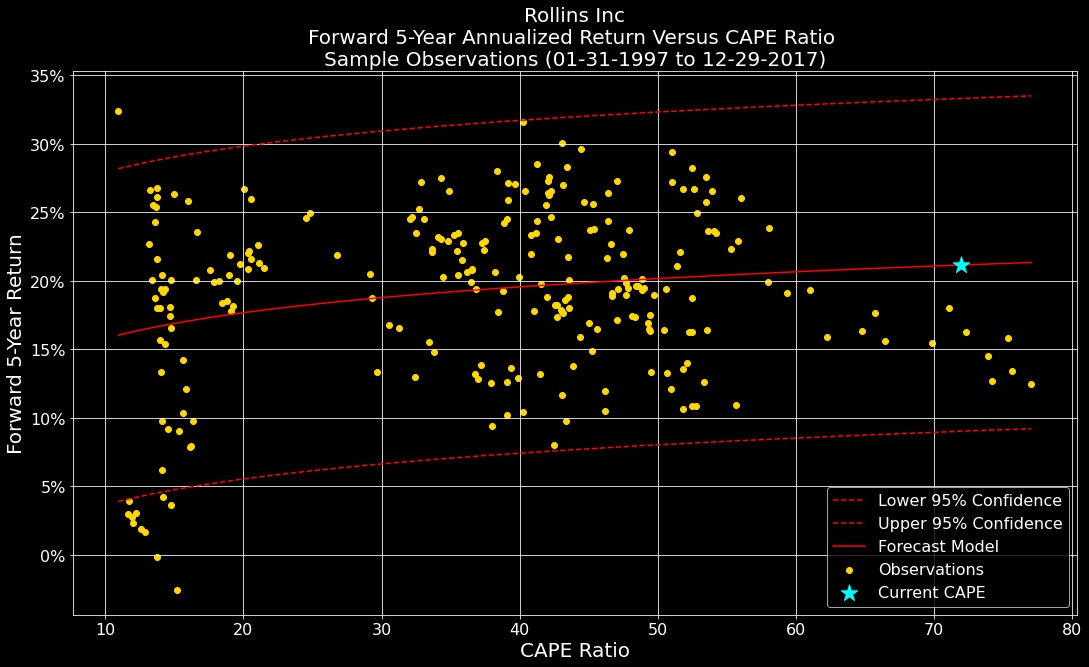 Rollins Inc
Forward 5-Year Annualized Return Versus CAPE Ratio
Sample Observations (01-31-1997 to 12-29-2017)
Forward 5-Year Return
35%
30%
25%
20%
15%
10%
5%
0%
10 20 30 40 50 60 70 80
CAPE Ratio
Lower 95% Confidence
Upper 95% Confidence
Forecast Model
Observations
Current CAPE